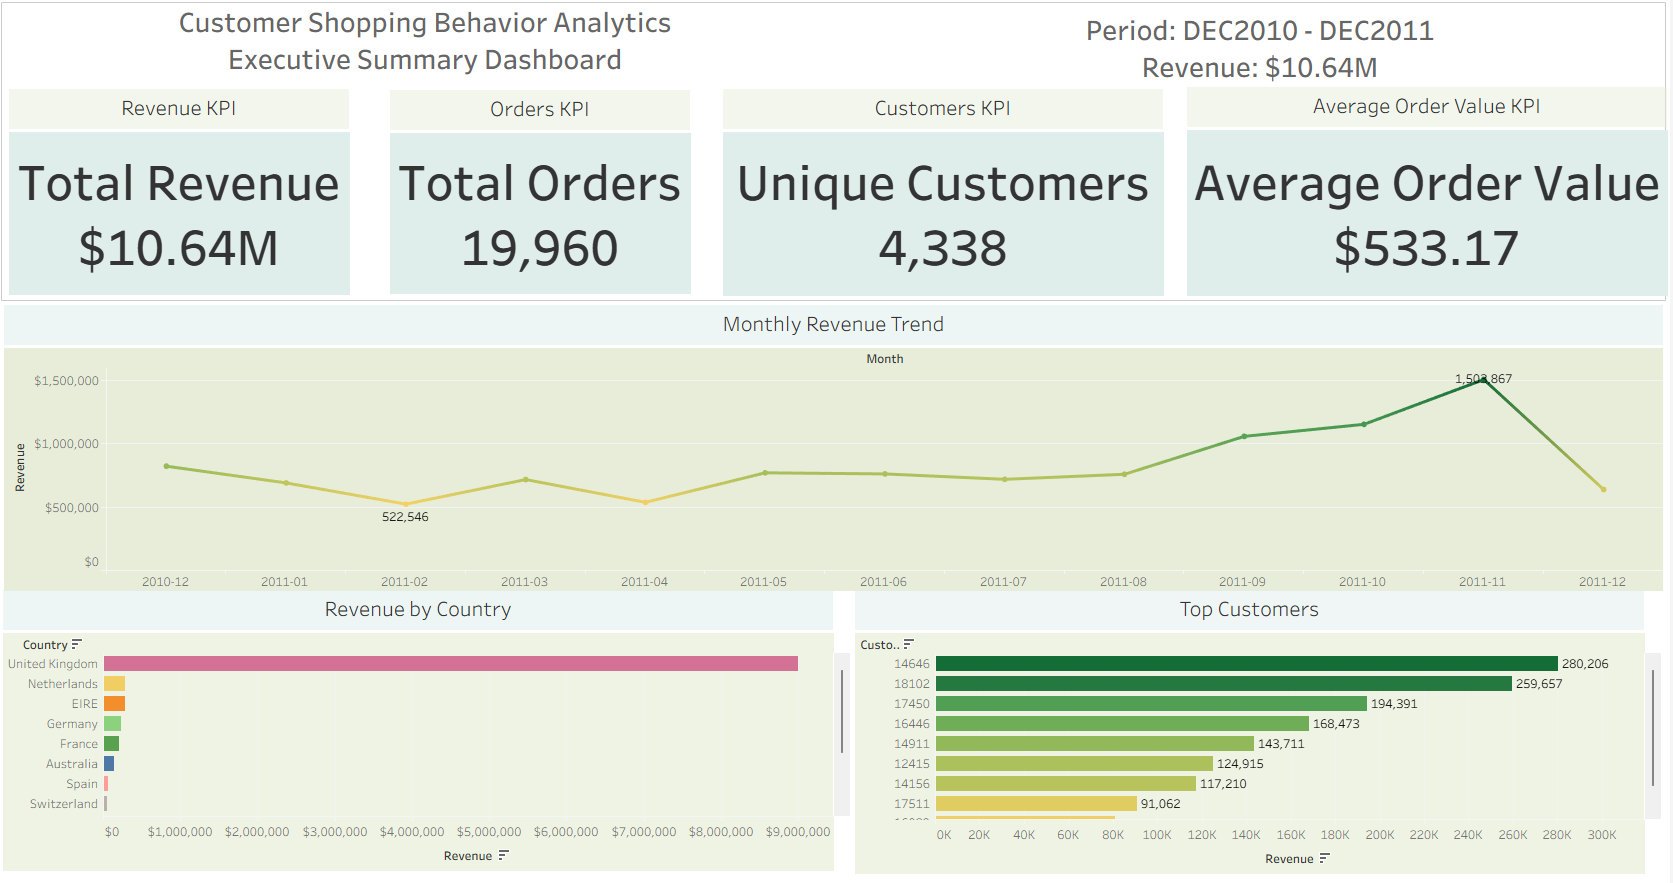 Customer Shopping Behavior Analytics
Executive Summary Dashboard
Period: DEC2010 - DEC2011
Revenue: $10.64M
Revenue KPI
Orders KPI
Customers KPI
Average Order Value KPI
Total Revenue
$10.64M
Total Orders
19,960
Unique Customers
4,338
Average Order Value
$533.17
Monthly Revenue Trend
Month
Revenue
$1,500,000
$1,000,000
$500,000
$0
522,546
2010-12
2011-01
2011-02
2011-03
2011-04
2011-05
2011-06
2011-07
2011-08
2011-09
2011-10
2011-11
2011-12
Revenue by Country
Country
United Kingdom
Netherlands
EIRE
Germany
France
Australia
Spain
Switzerland
$0
$1,000,000
$2,000,000
$3,000,000
$4,000,000
$5,000,000
$6,000,000
$7,000,000
$8,000,000
$9,000,000
Revenue
Top Customers
Custo..
14646 280,206
18102 259,657
17450 194,391
16446 168,473
14911 143,711
12415 124,915
14156 117,210
17511 91,062
0K
20K
40K
60K
80K
100K
120K
140K
160K
180K
200K
220K
240K
260K
280K
300K
Revenue